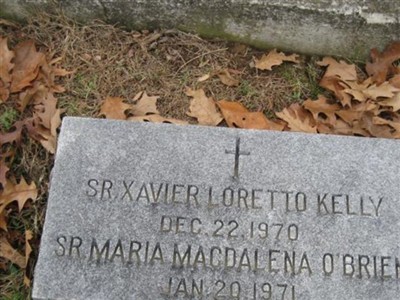 SR. XAVIER LORETTO KELLY
DEC. 22. 1970
SR. MARIA MAGDALENA O'BRIEN
JAN. 20. 1971